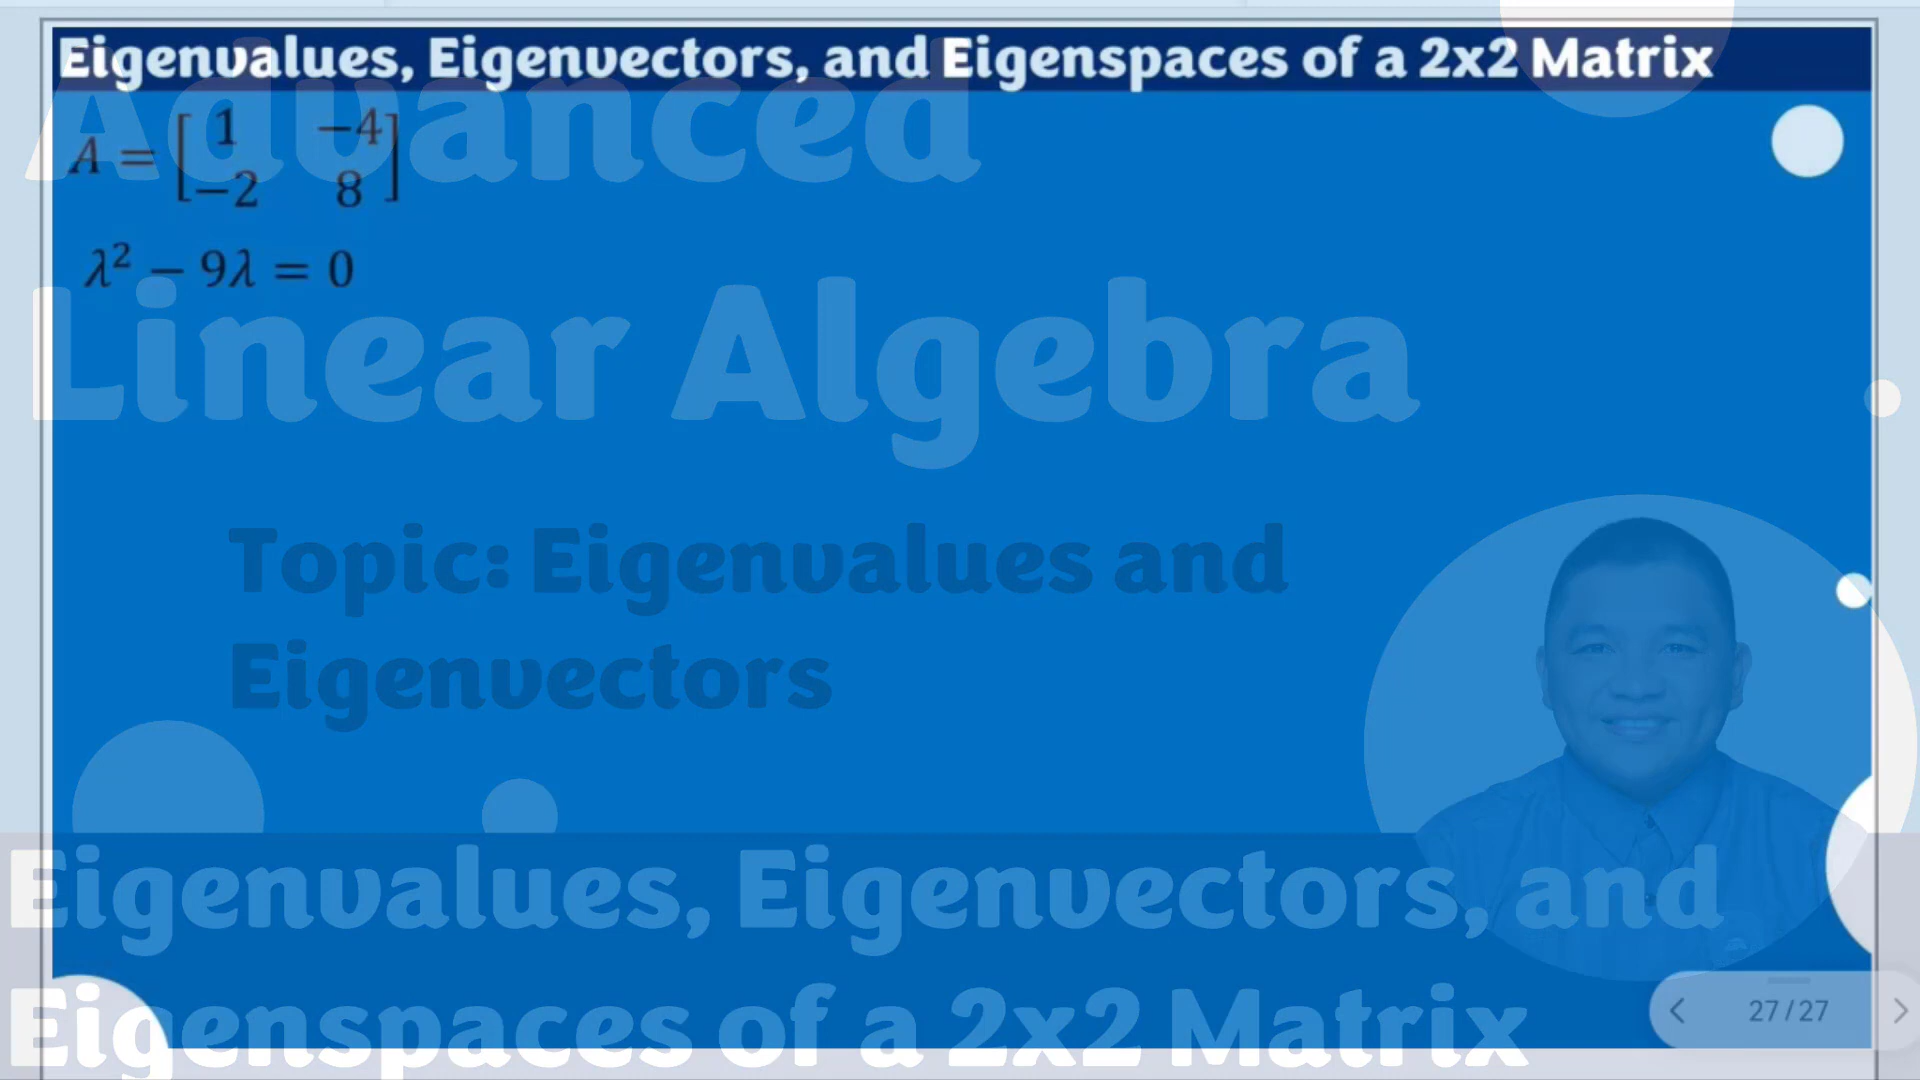 Eigenvalues, Eigenvectors, and Eigenspaces of a 2x2 Matrix
Advanced
A = [1 −4
−2 8]
λ² − 9λ = 0
Linear Algebra
Topic: Eigenvalues and
Eigenvectors
Eigenvalues, Eigenvectors, and
Eigenspaces of a 2x2 Matrix
27/27